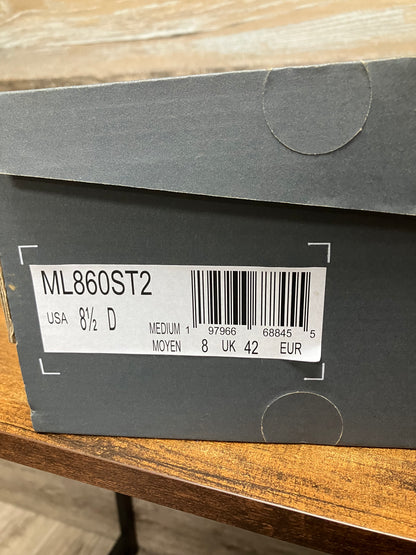 ML860ST2
USA 8½ D
MEDIUM 1 97966 68845 5
MOYEN 8 UK 42 EUR